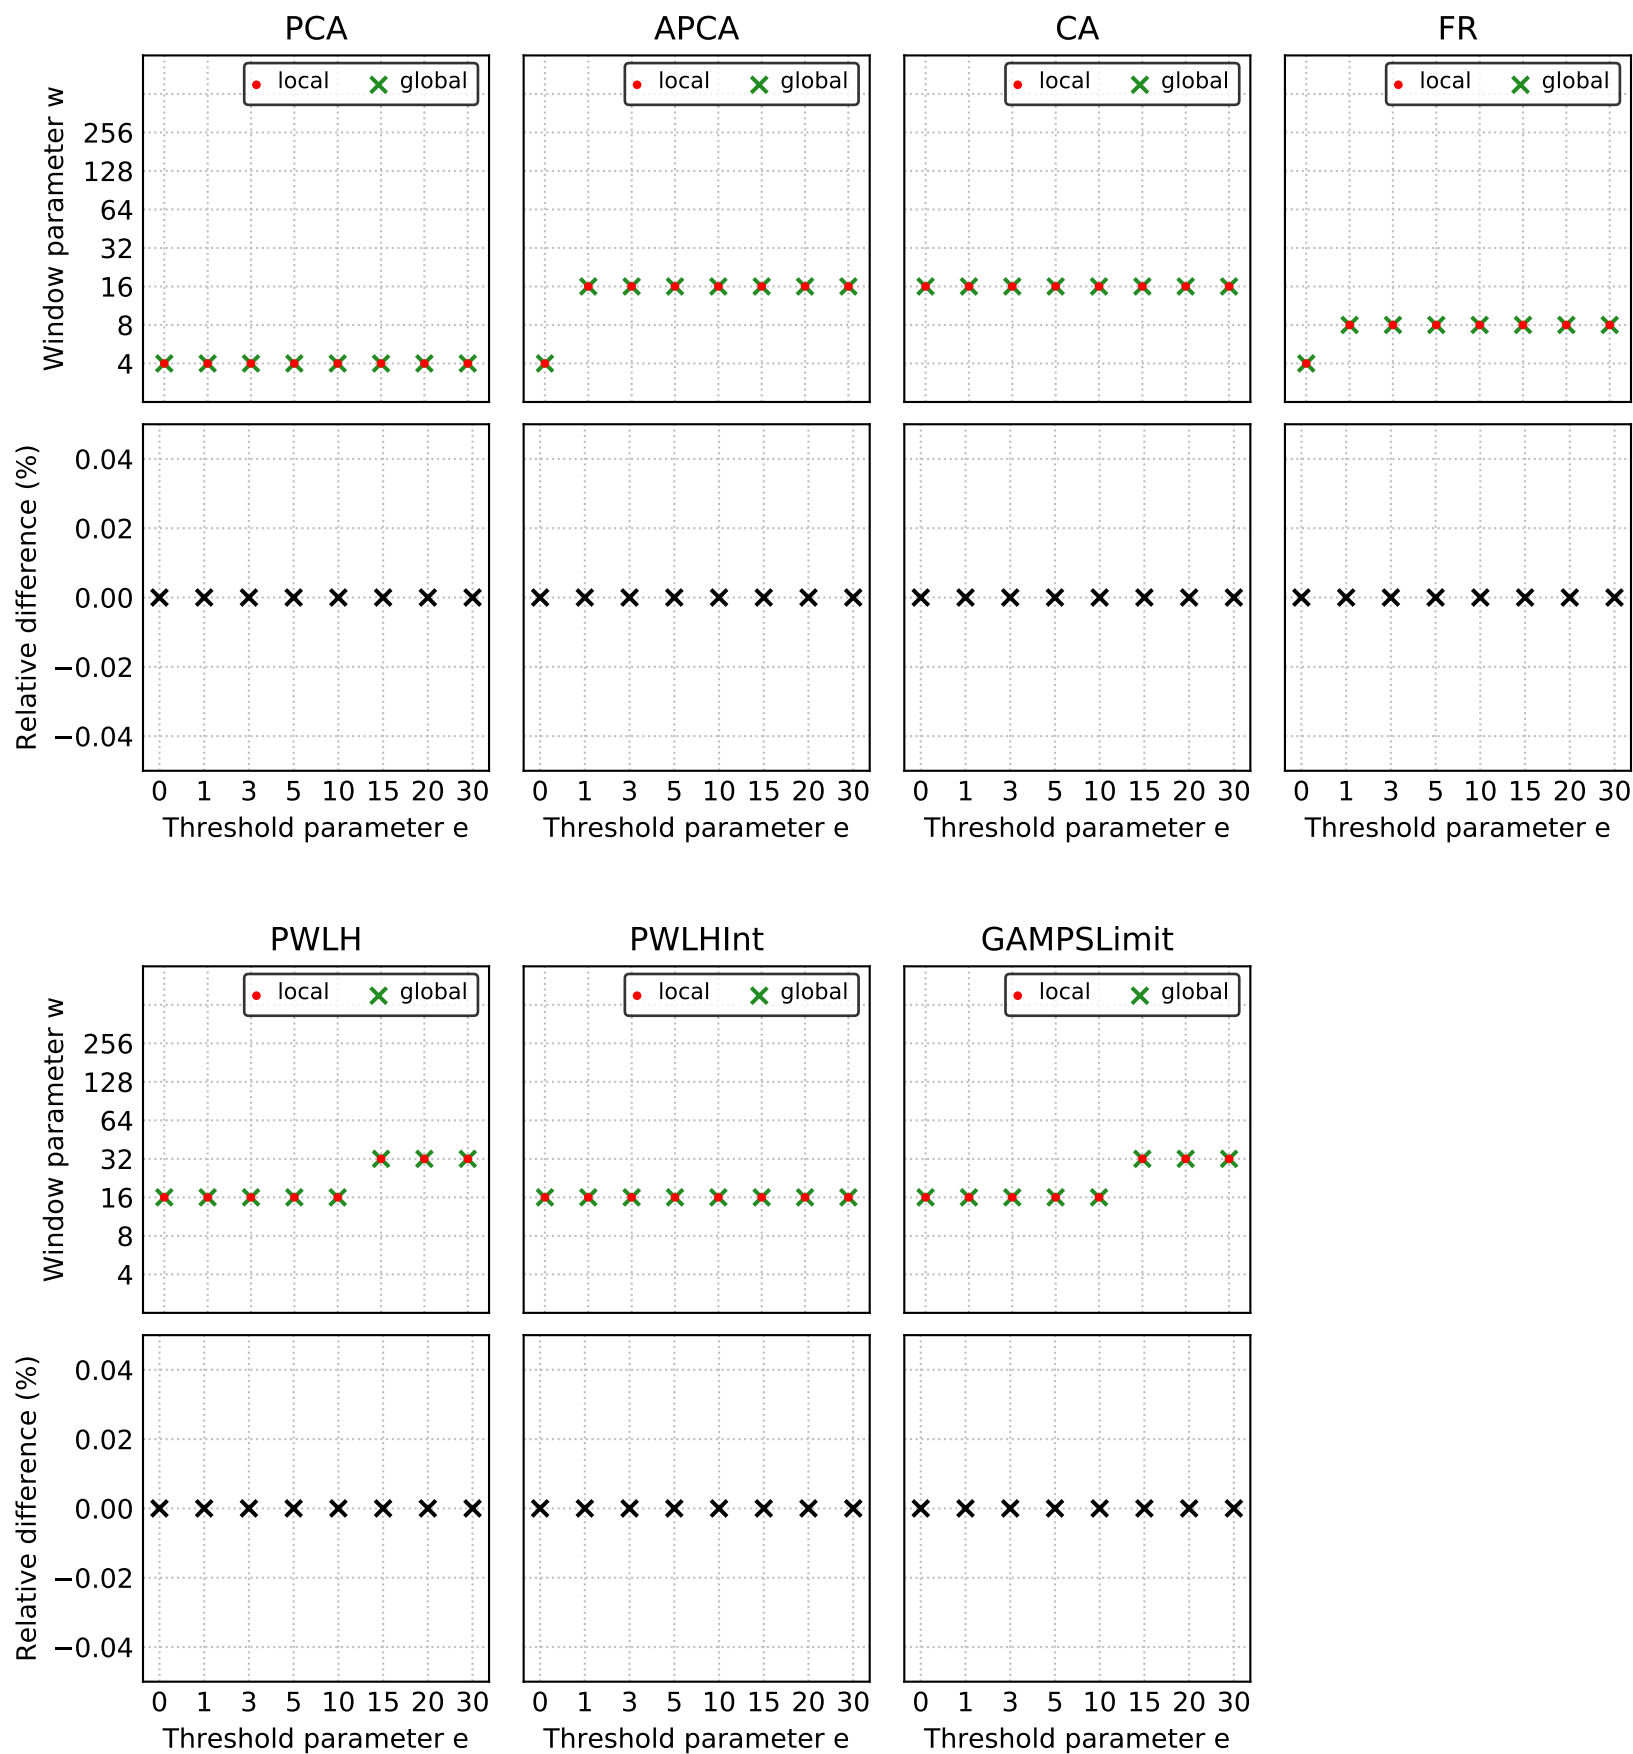 PCA APCA CA FR
local global local global local global local global
Window parameter w
256
128
64
32
16
8
4
Relative difference (%)
0.04
0.02
0.00
−0.02
−0.04
0 1 3 5 10 15 20 30 0 1 3 5 10 15 20 30 0 1 3 5 10 15 20 30 0 1 3 5 10 15 20 30
Threshold parameter e Threshold parameter e Threshold parameter e Threshold parameter e
PWLH PWLHInt GAMPSLimit
local global local global local global
Window parameter w
256
128
64
32
16
8
4
Relative difference (%)
0.04
0.02
0.00
−0.02
−0.04
0 1 3 5 10 15 20 30 0 1 3 5 10 15 20 30 0 1 3 5 10 15 20 30
Threshold parameter e Threshold parameter e Threshold parameter e